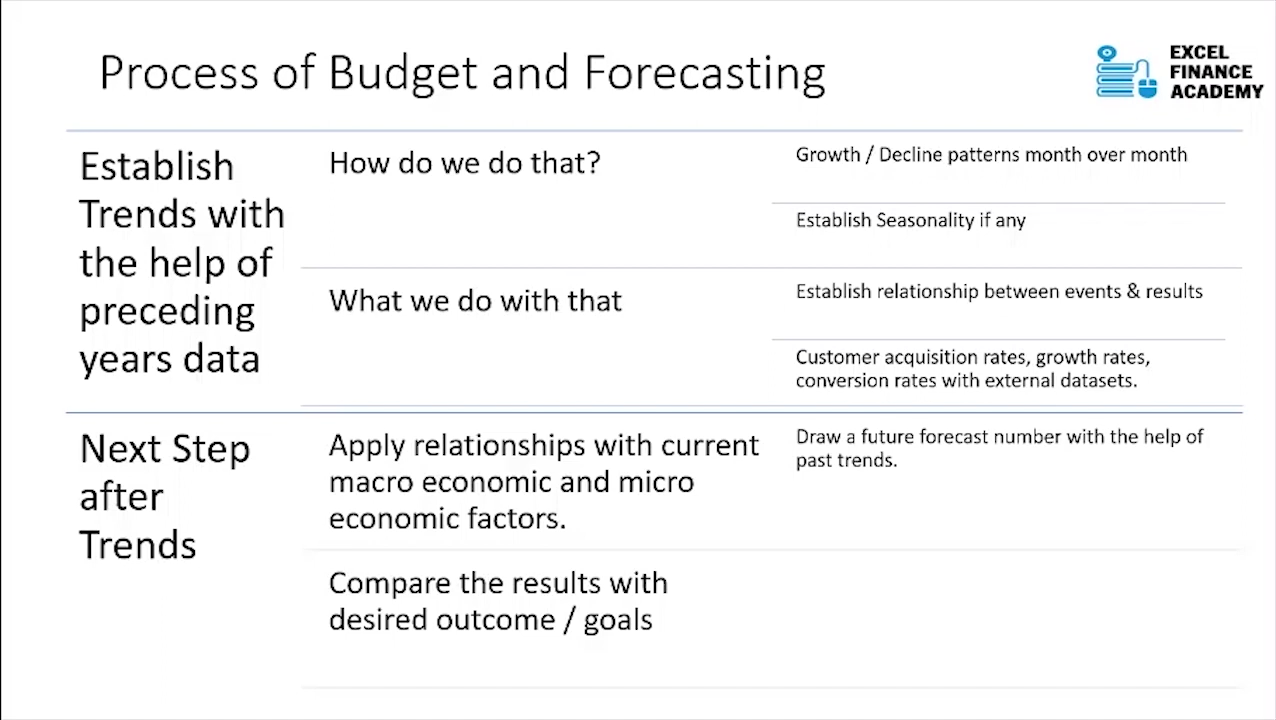 Process of Budget and Forecasting
EXCEL
FINANCE
ACADEMY
Establish
Trends with
the help of
preceding
years data
How do we do that?
Growth / Decline patterns month over month
Establish Seasonality if any
What we do with that
Establish relationship between events & results
Customer acquisition rates, growth rates,
conversion rates with external datasets.
Next Step
after
Trends
Apply relationships with current
macro economic and micro
economic factors.
Draw a future forecast number with the help of
past trends.
Compare the results with
desired outcome / goals